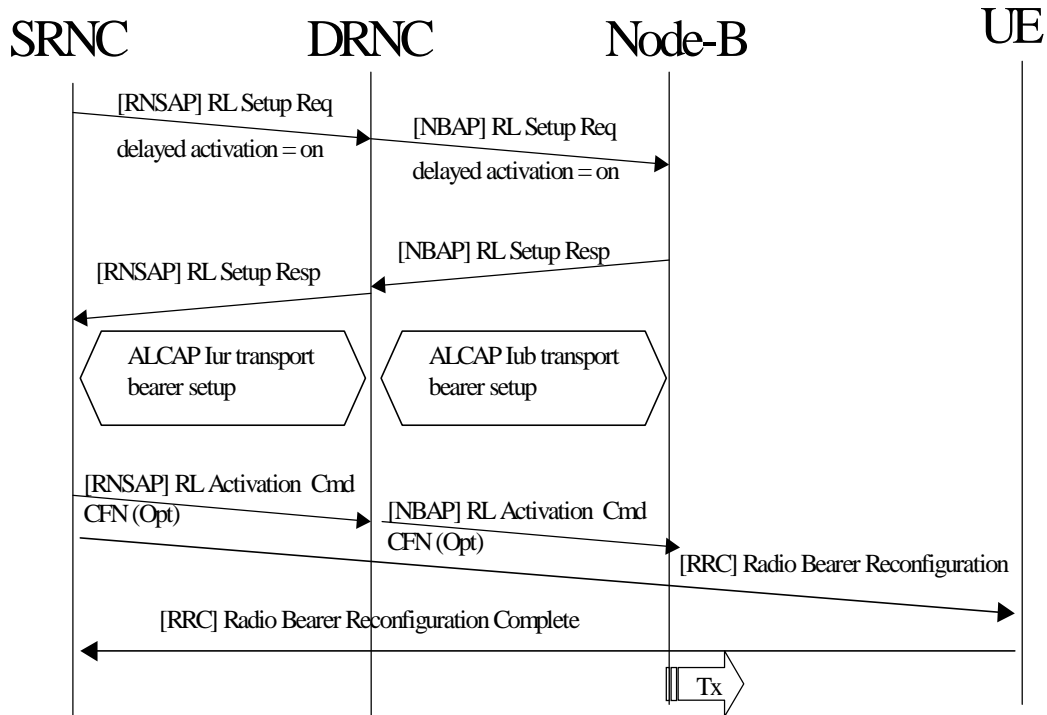 SRNC DRNC Node-B UE
[RNSAP] RL Setup Req
delayed activation = on
[NBAP] RL Setup Req
delayed activation = on
[NBAP] RL Setup Resp
[RNSAP] RL Setup Resp
ALCAP Iur transport
bearer setup
ALCAP Iub transport
bearer setup
[RNSAP] RL Activation Cmd
CFN (Opt)
[NBAP] RL Activation Cmd
CFN (Opt)
[RRC] Radio Bearer Reconfiguration
[RRC] Radio Bearer Reconfiguration Complete
Tx